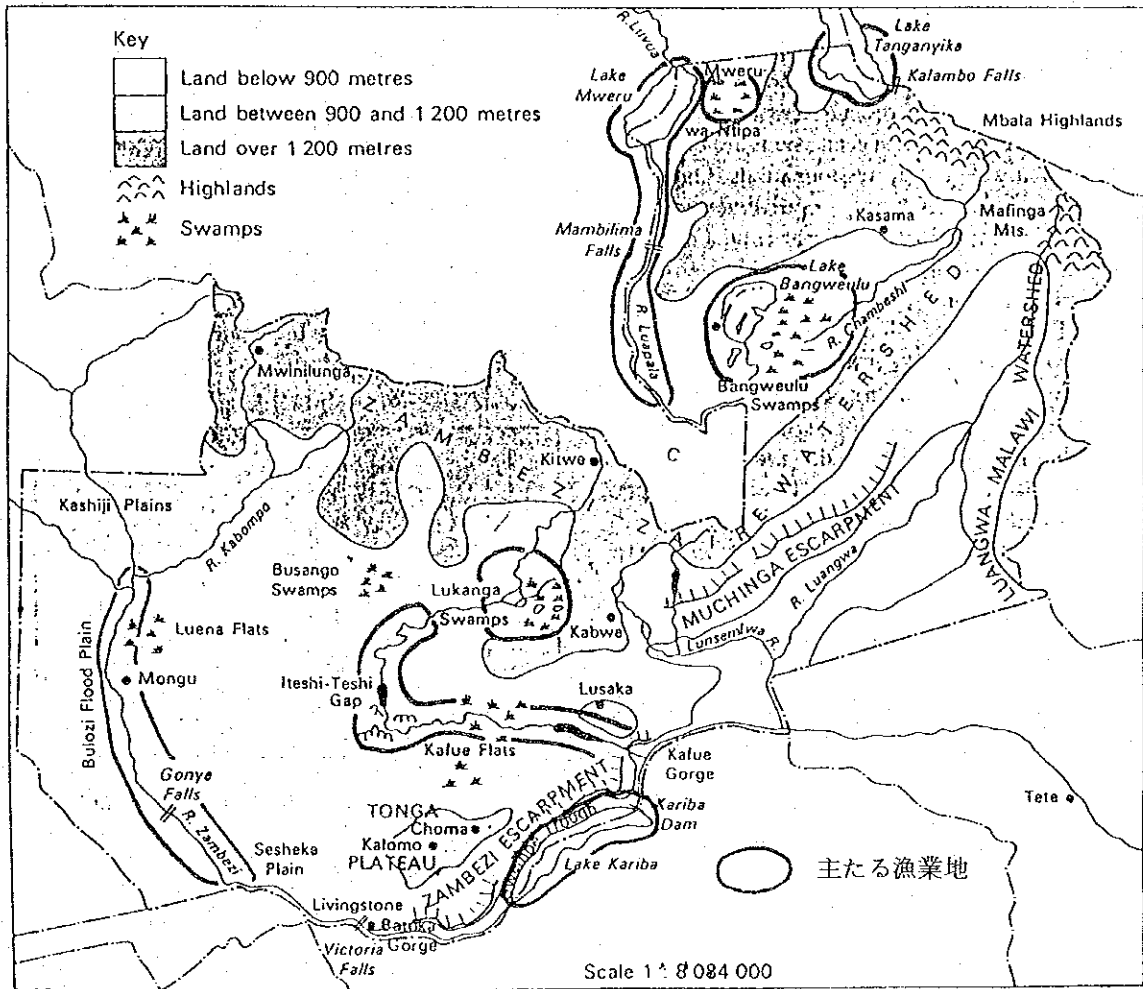 Key
Land below 900 metres
Land between 900 and 1 200 metres
Land over 1 200 metres
Highlands
Swamps
R. Luvua
Lake
Mweru
Mweru
wa Ntipa
Lake
Tanganyika
Kalambo Falls
Mbala Highlands
Mambilima
Falls
R. Luapula
Kasama
Mafinga
Mts.
Lake
Bangweulu
R. Chambeshi
Bangweulu
Swamps
Mwinilunga
ZAMBEZI
ZAIRE WATERSHED
Kitwe
C
LUANGWA-MALAWI WATERSHED
MUCHINGA ESCARPMENT
R. Luangwa
Lunsemfwa R.
Kashiji Plains
R. Kabompo
Busango
Swamps
Lukanga
Swamps
Kabwe
Luena Flats
Mongu
Bulozi Flood Plain
Iteshi-Teshi
Gap
Lusaka
Kafue Flats
Kafue
Gorge
Gonye
Falls
R. Zambezi
Sesheke
Plain
TONGA
Choma
Kalomo
PLATEAU
ZAMBEZI ESCARPMENT
Trough
Kariba
Dam
Lake Kariba
Tete
主たる漁業地
Livingstone
Batoka
Gorge
Victoria
Falls
Scale 1 : 8 084 000